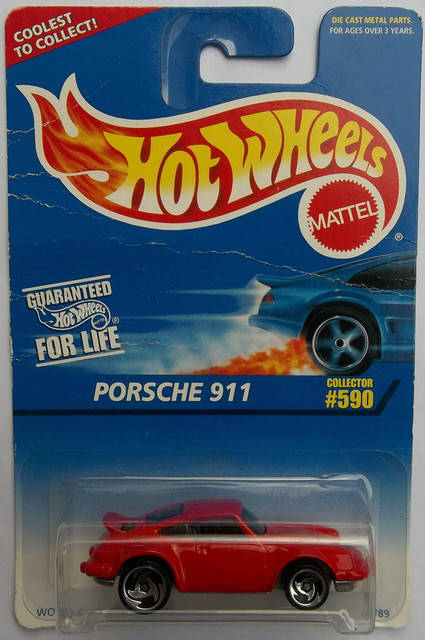 COOLEST
TO COLLECT!
DIE CAST METAL PARTS.
FOR AGES OVER 3 YEARS.
HOT WHEELS
MATTEL
®
GUARANTEED
HOT WHEELS
®
FOR LIFE
PORSCHE 911
COLLECTOR
#590